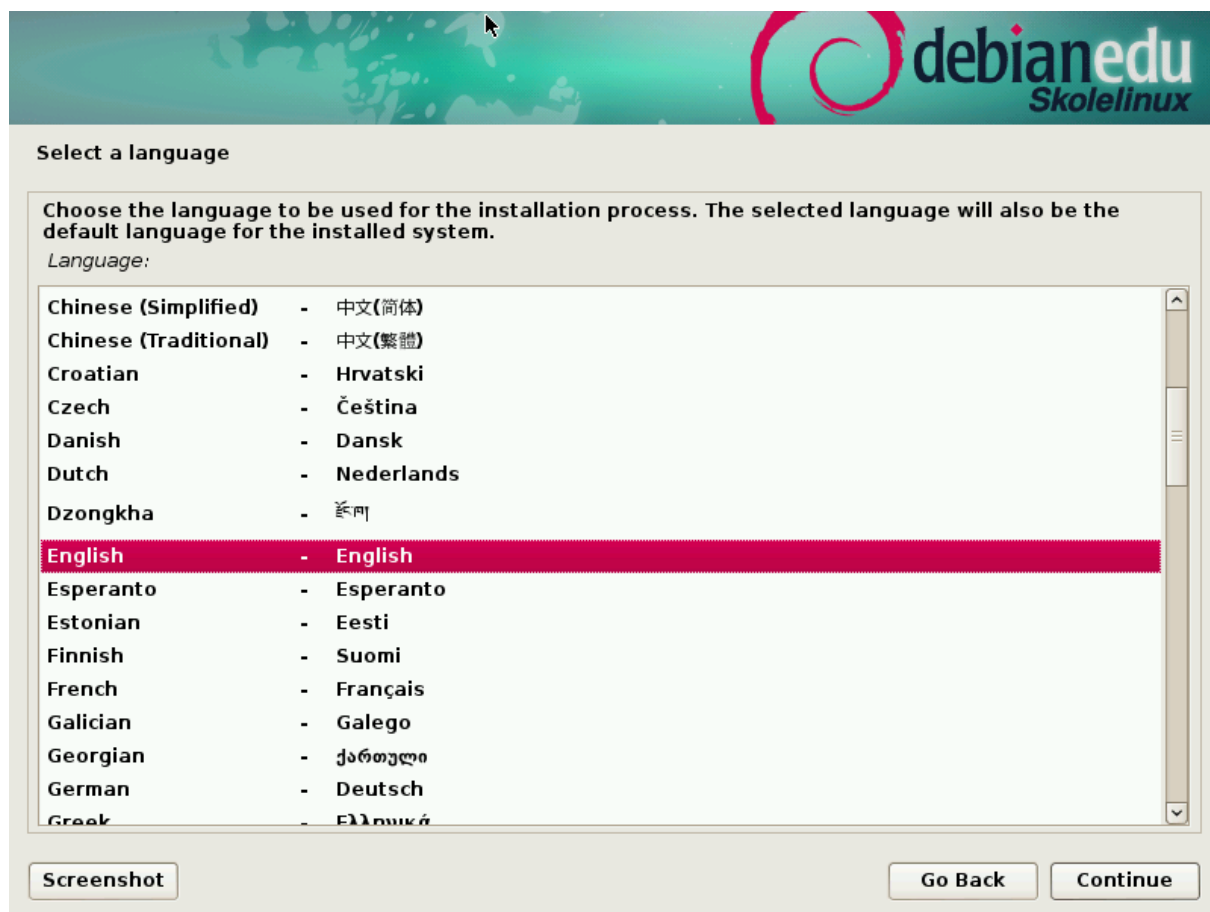 debianedu
Skolelinux
Select a language
Choose the language to be used for the installation process. The selected language will also be the
default language for the installed system.
Language:
Chinese (Simplified) - 中文(简体)
Chinese (Traditional) - 中文(繁體)
Croatian - Hrvatski
Czech - Čeština
Danish - Dansk
Dutch - Nederlands
Dzongkha - རྫོང་ཁ།
English - English
Esperanto - Esperanto
Estonian - Eesti
Finnish - Suomi
French - Français
Galician - Galego
Georgian - ქართული
German - Deutsch
Greek - Ελληνικά
Screenshot Go Back Continue